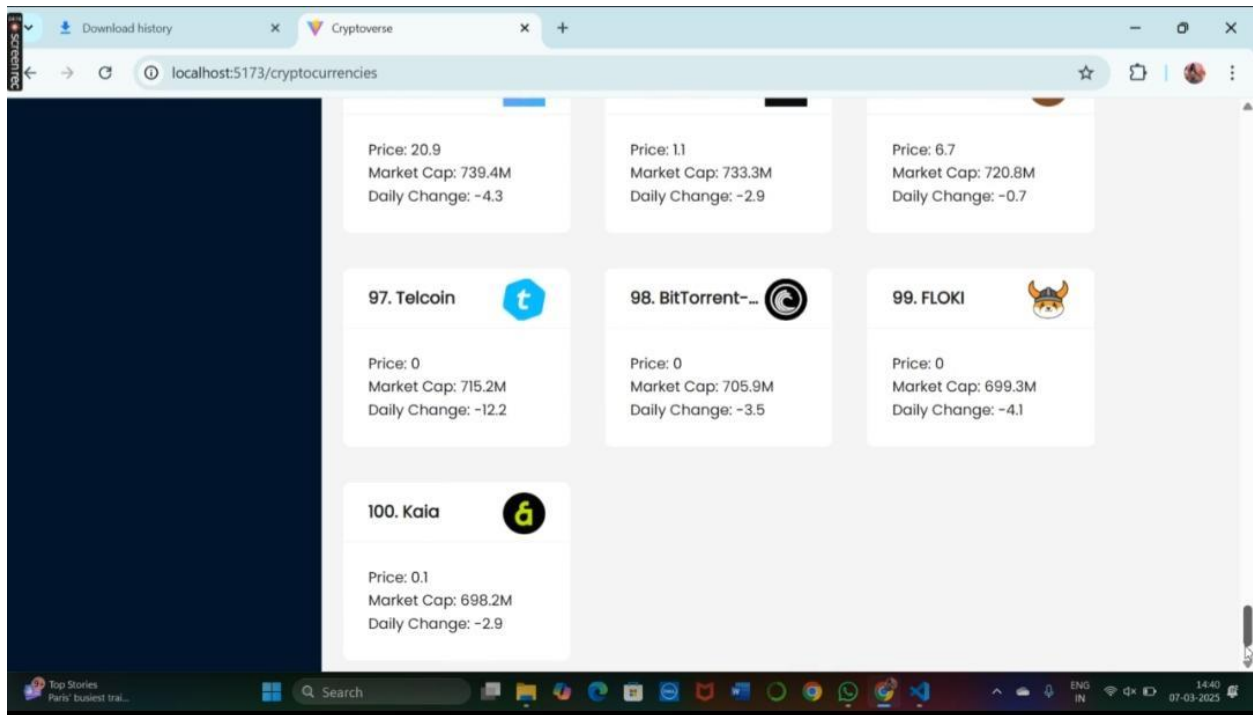 screenrec
Download history
Cryptoverse
localhost:5173/cryptocurrencies
Price: 20.9
Market Cap: 739.4M
Daily Change: -4.3
Price: 1.1
Market Cap: 733.3M
Daily Change: -2.9
Price: 6.7
Market Cap: 720.8M
Daily Change: -0.7
97. Telcoin
Price: 0
Market Cap: 715.2M
Daily Change: -12.2
98. BitTorrent-...
Price: 0
Market Cap: 705.9M
Daily Change: -3.5
99. FLOKI
Price: 0
Market Cap: 699.3M
Daily Change: -4.1
100. Kaia
Price: 0.1
Market Cap: 698.2M
Daily Change: -2.9
Top Stories
Paris' busiest trai...
Search
ENG
IN
14:40
07-03-2025